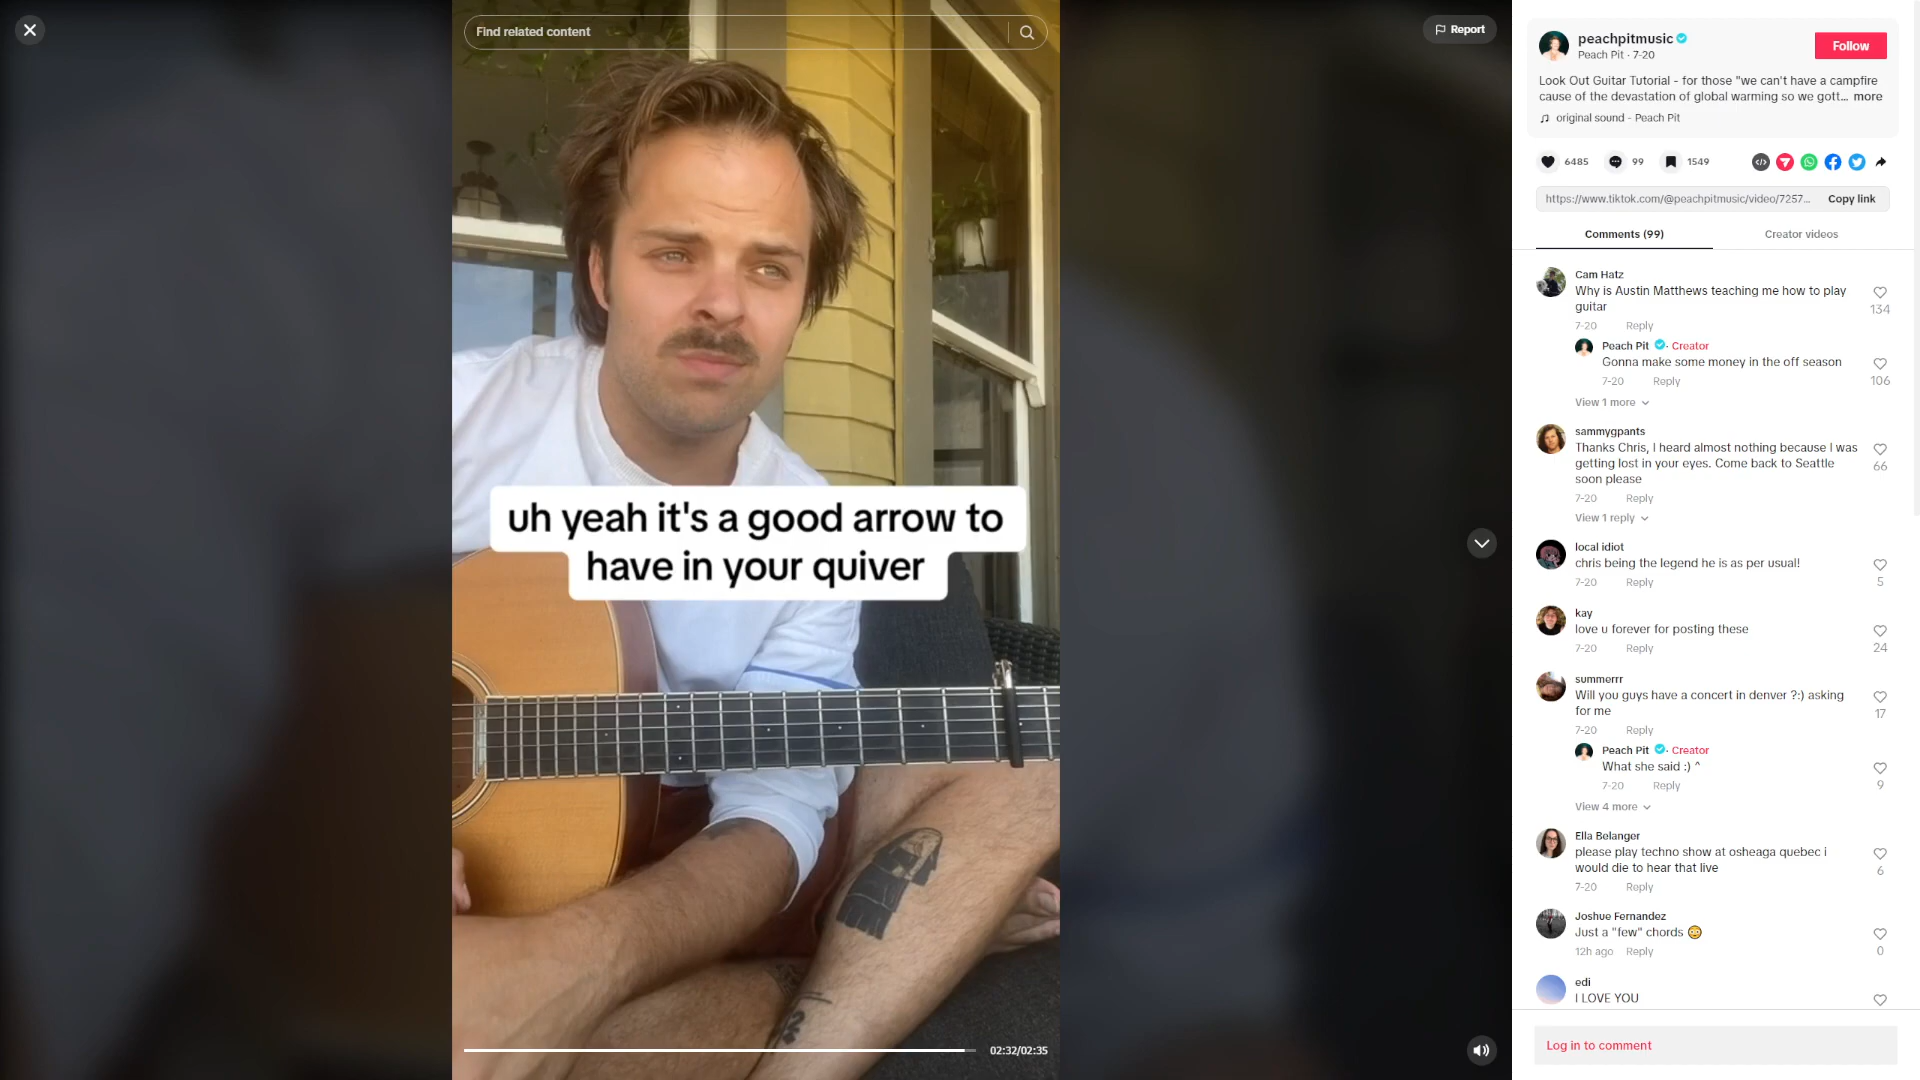 Find related content
Report
uh yeah it's a good arrow to
have in your quiver
02:32/02:35
peachpitmusic
Peach Pit · 7-20
Follow
Look Out Guitar Tutorial - for those "we can't have a campfire
cause of the devastation of global warming so we gott... more
original sound - Peach Pit
6485
99
1549
https://www.tiktok.com/@peachpitmusic/video/7257...
Copy link
Comments (99)
Creator videos
Cam Hatz
Why is Austin Matthews teaching me how to play
guitar
134
7-20 Reply
Peach Pit · Creator
Gonna make some money in the off season
106
7-20 Reply
View 1 more
sammygpants
Thanks Chris, I heard almost nothing because I was
getting lost in your eyes. Come back to Seattle
soon please
66
7-20 Reply
View 1 reply
local idiot
chris being the legend he is as per usual!
5
7-20 Reply
kay
love u forever for posting these
24
7-20 Reply
summerrr
Will you guys have a concert in denver ?:) asking
for me
17
7-20 Reply
Peach Pit · Creator
What she said :) ^
9
7-20 Reply
View 4 more
Ella Belanger
please play techno show at osheaga quebec i
would die to hear that live
6
7-20 Reply
Joshue Fernandez
Just a "few" chords 😳
0
12h ago Reply
edi
I LOVE YOU
Log in to comment